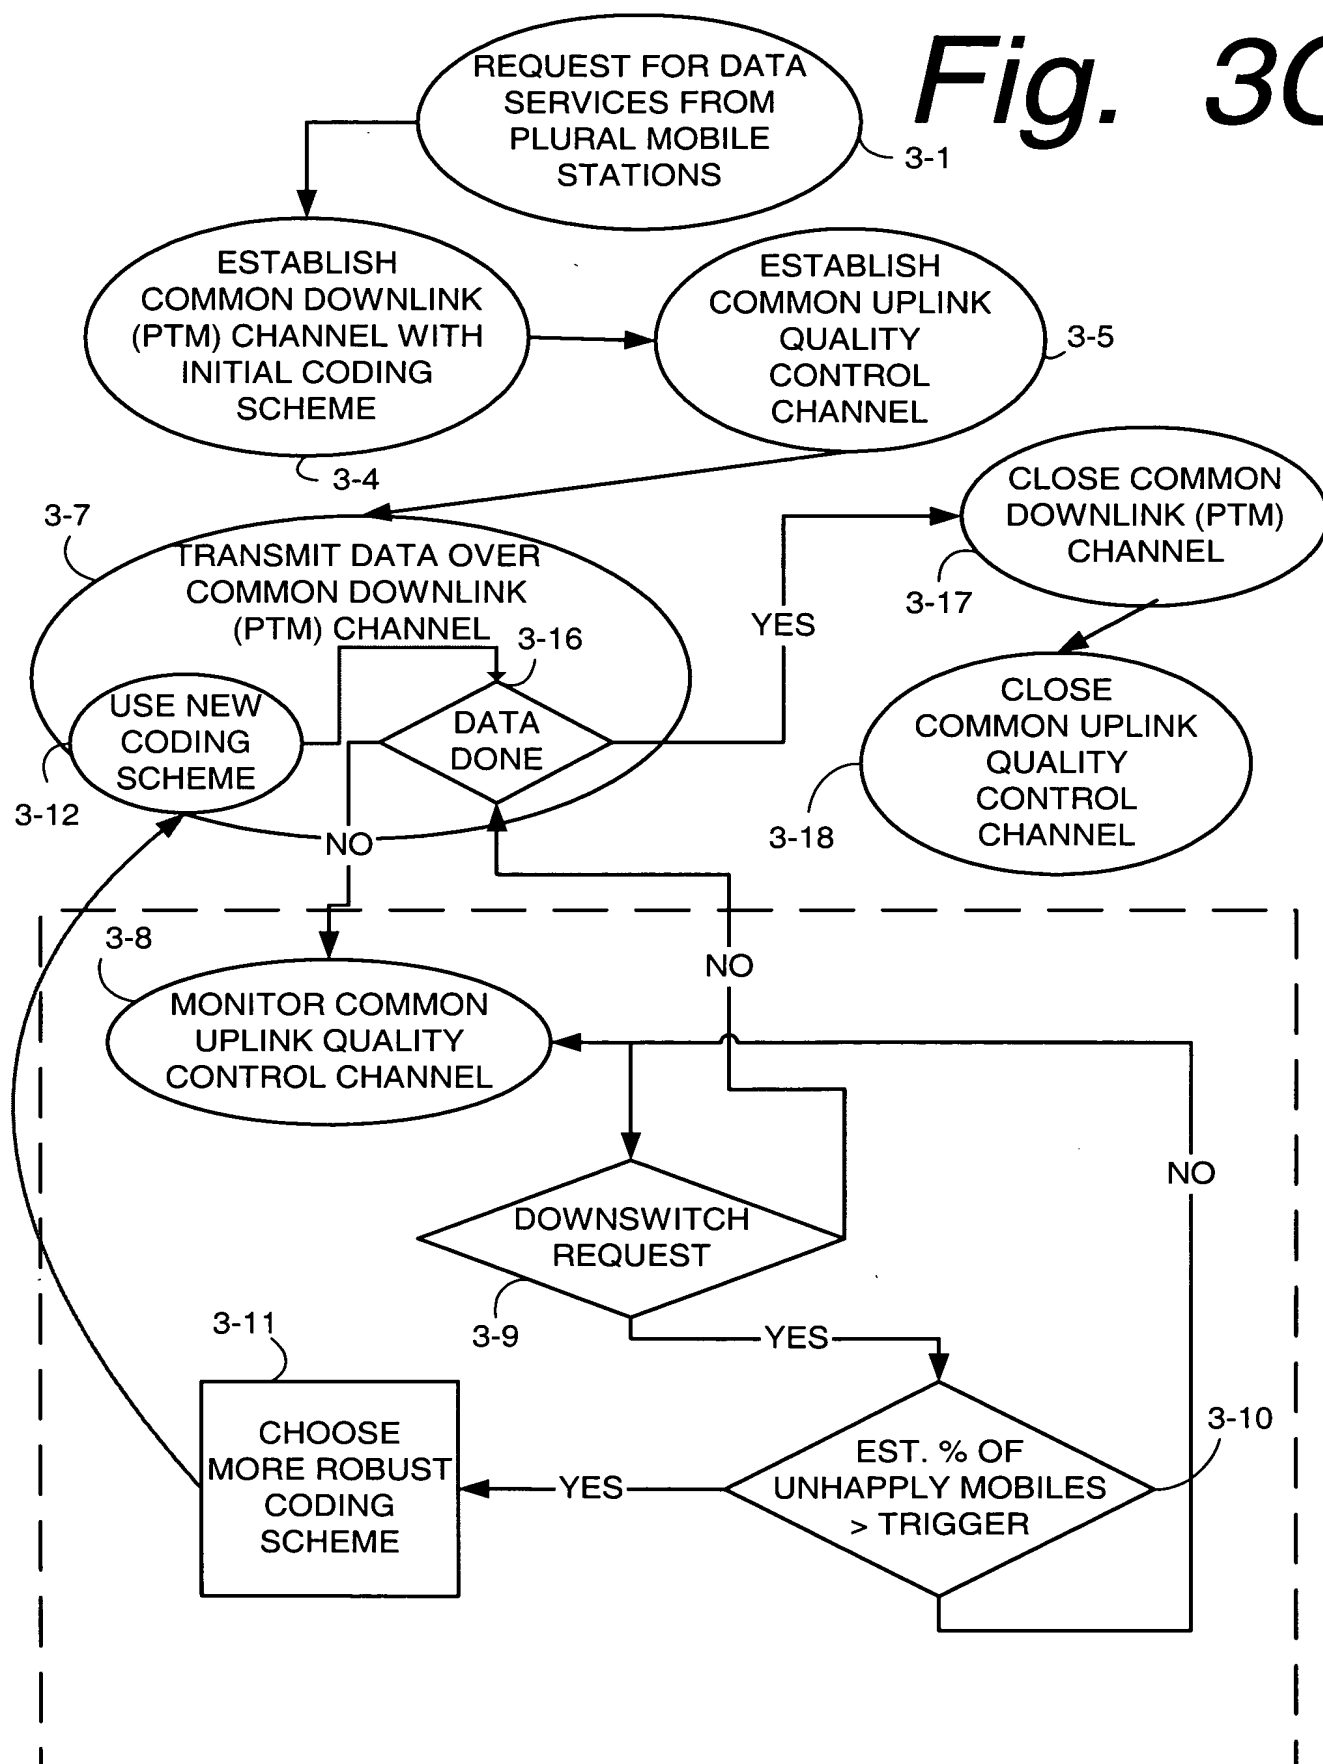 Fig. 3C
REQUEST FOR DATA
SERVICES FROM
PLURAL MOBILE
STATIONS
3-1
ESTABLISH
COMMON DOWNLINK
(PTM) CHANNEL WITH
INITIAL CODING
SCHEME
3-4
ESTABLISH
COMMON UPLINK
QUALITY
CONTROL
CHANNEL
3-5
CLOSE COMMON
DOWNLINK (PTM)
CHANNEL
3-17
3-7
TRANSMIT DATA OVER
COMMON DOWNLINK
(PTM) CHANNEL
3-16
YES
USE NEW
CODING
SCHEME
3-12
DATA
DONE
NO
CLOSE
COMMON UPLINK
QUALITY
CONTROL
CHANNEL
3-18
3-8
MONITOR COMMON
UPLINK QUALITY
CONTROL CHANNEL
NO
NO
DOWNSWITCH
REQUEST
3-9
YES
3-11
CHOOSE
MORE ROBUST
CODING
SCHEME
YES
EST. % OF
UNHAPPLY MOBILES
> TRIGGER
3-10